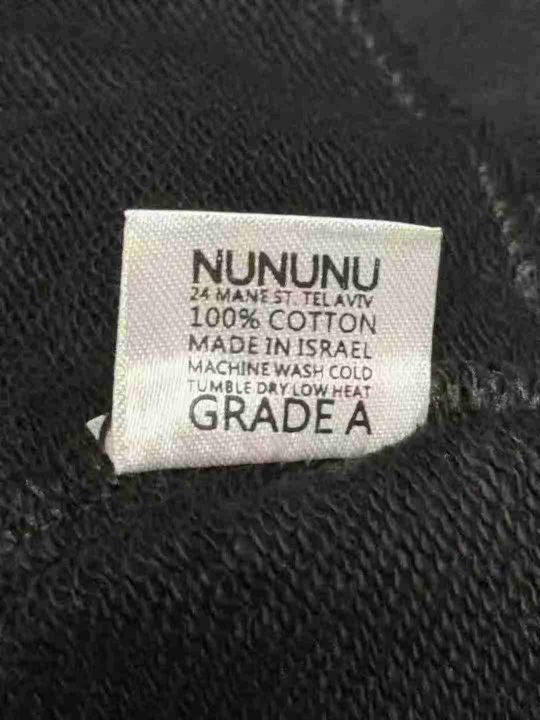 NUNUNU
24 MANE ST. TEL AVIV
100% COTTON
MADE IN ISRAEL
MACHINE WASH COLD
TUMBLE DRY LOW HEAT
GRADE A